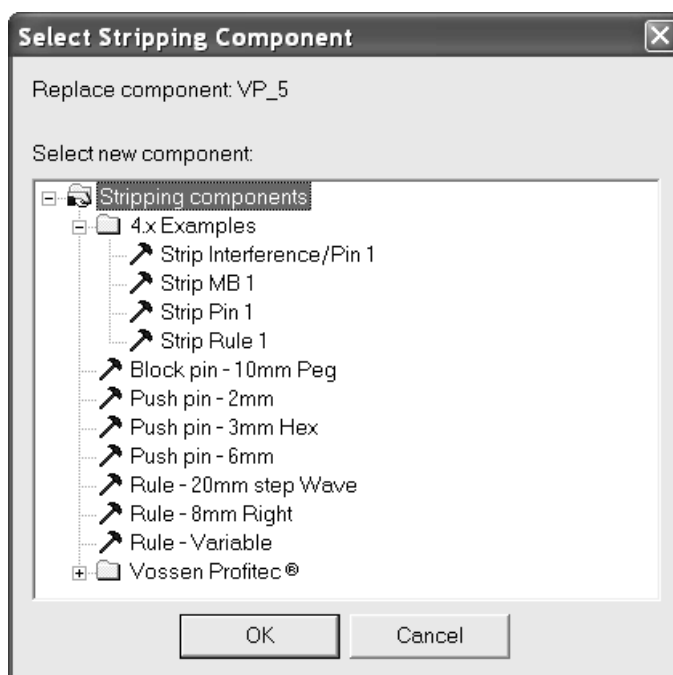 Select Stripping Component
Replace component: VP_5
Select new component:
Stripping components
4.x Examples
Strip Interference/Pin 1
Strip MB 1
Strip Pin 1
Strip Rule 1
Block pin - 10mm Peg
Push pin - 2mm
Push pin - 3mm Hex
Push pin - 6mm
Rule - 20mm step Wave
Rule - 8mm Right
Rule - Variable
Vossen Profitec ®
OK Cancel